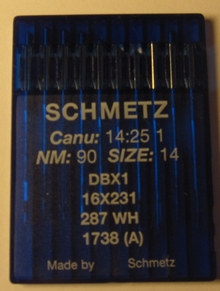 SCHMETZ
Canu: 14:25 1
NM: 90 SIZE: 14
DBX1
16X231
287 WH
1738 (A)
Made by Schmetz